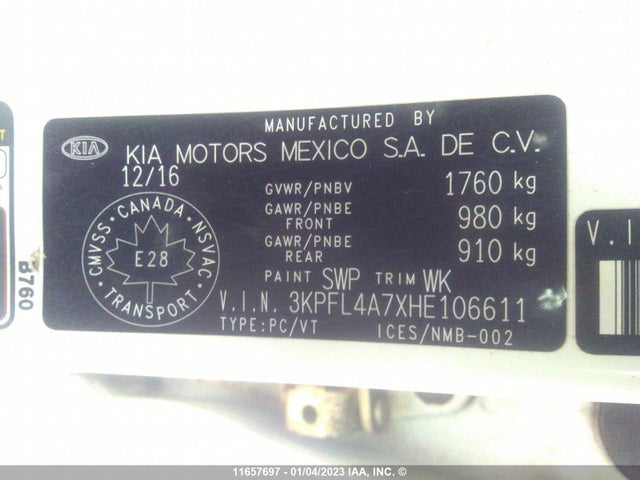 MANUFACTURED BY
KIA KIA MOTORS MEXICO S.A. DE C.V.
12/16
GVWR/PNBV 1760 kg
GAWR/PNBE FRONT 980 kg
GAWR/PNBE REAR 910 kg
PAINT SWP TRIM WK
V.I.N. 3KPFL4A7XHE106611
TYPE:PC/VT ICES/NMB-002
CANADA
CMVSS NSVAC
E28
TRANSPORT
B760
V.I
11657697 - 01/04/2023 IAA, INC. ©